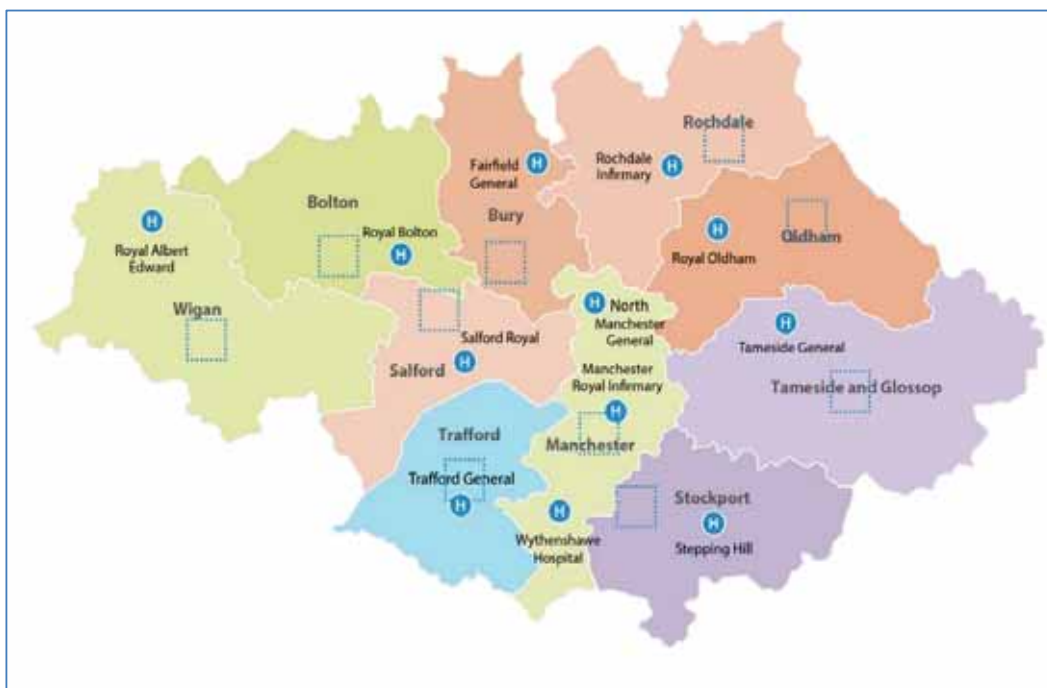 Rochdale
H
Fairfield
General
H
Rochdale
Infirmary
Bolton
Bury
H
Royal Albert
Edward
Royal Bolton
H
H
Royal Oldham
Oldham
Wigan
H
North
Manchester
General
H
Tameside General
Salford Royal
H
Salford
Manchester
Royal Infirmary
H
Manchester
Tameside and Glossop
Trafford
Trafford General
H
H
Wythenshawe
Hospital
Stockport
H
Stepping Hill